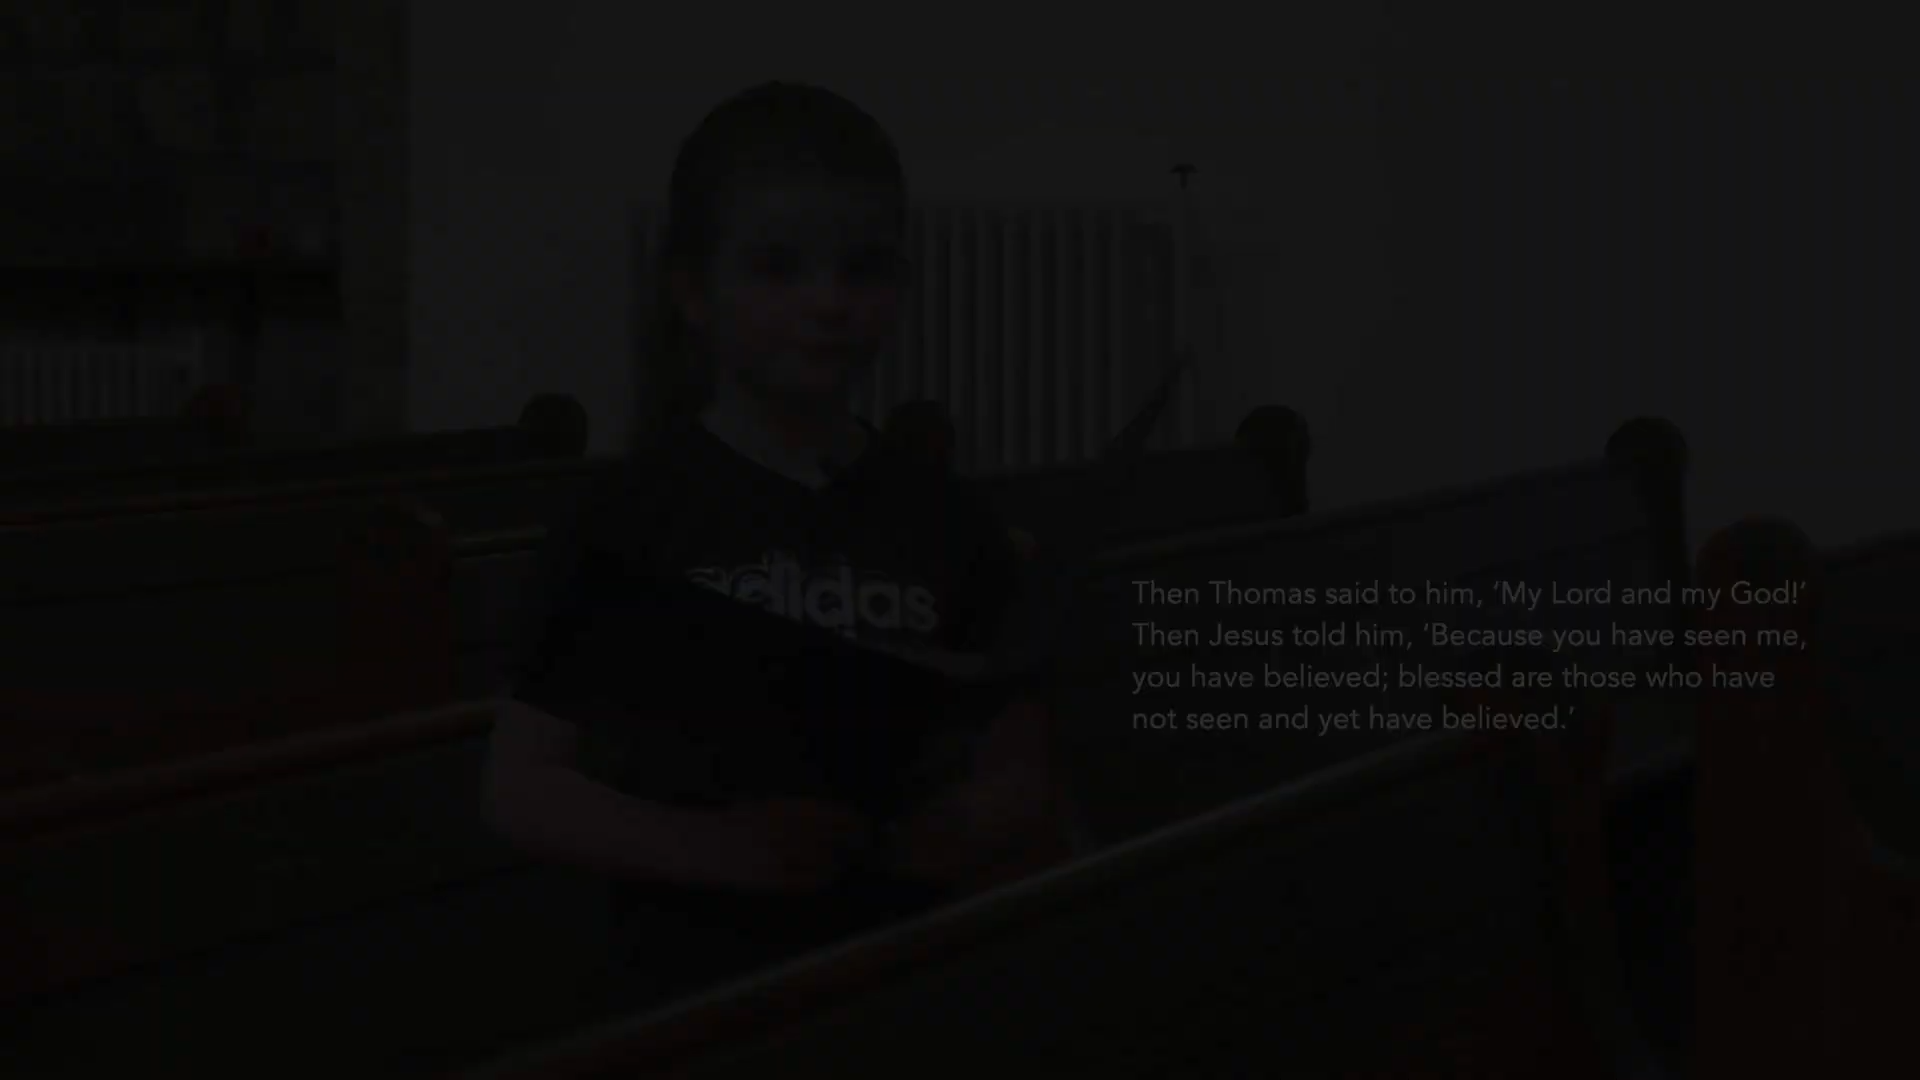 adidas
Then Thomas said to him, ‘My Lord and my God!’
Then Jesus told him, ‘Because you have seen me,
you have believed; blessed are those who have
not seen and yet have believed.’